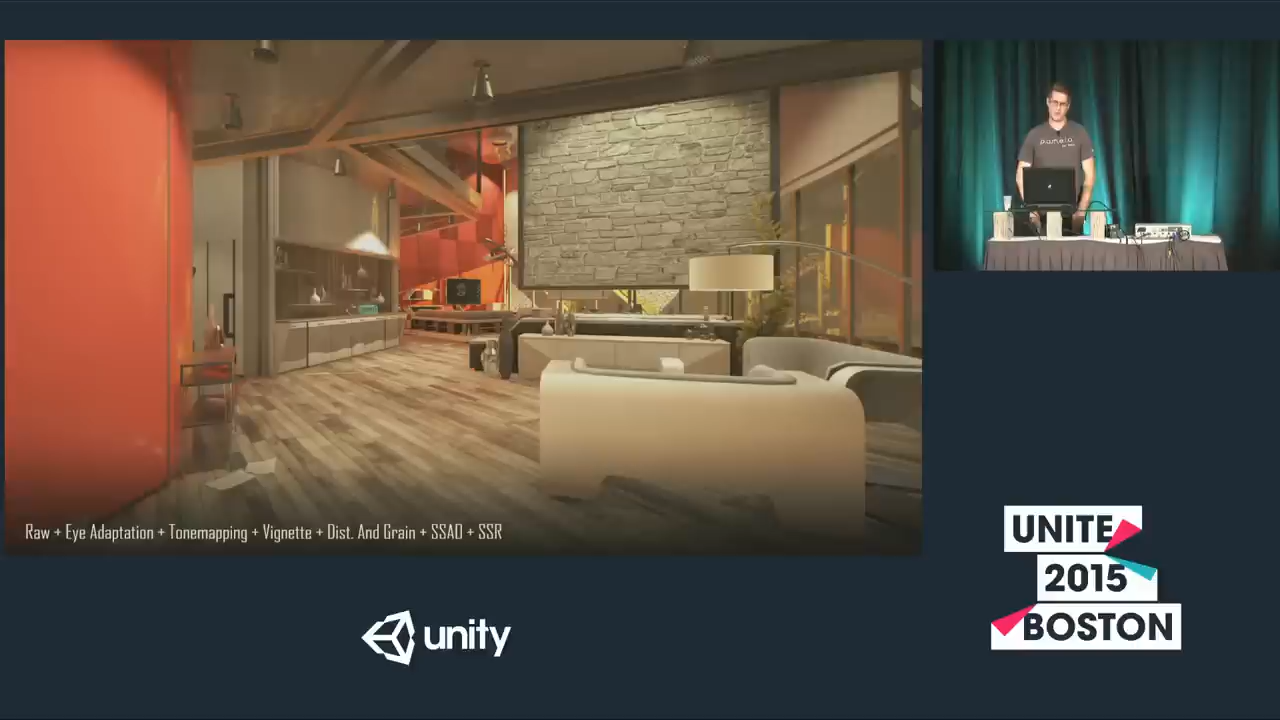 Raw + Eye Adaptation + Tonemapping + Vignette + Dist. And Grain + SSAO + SSR
unity
UNITE
2015
BOSTON